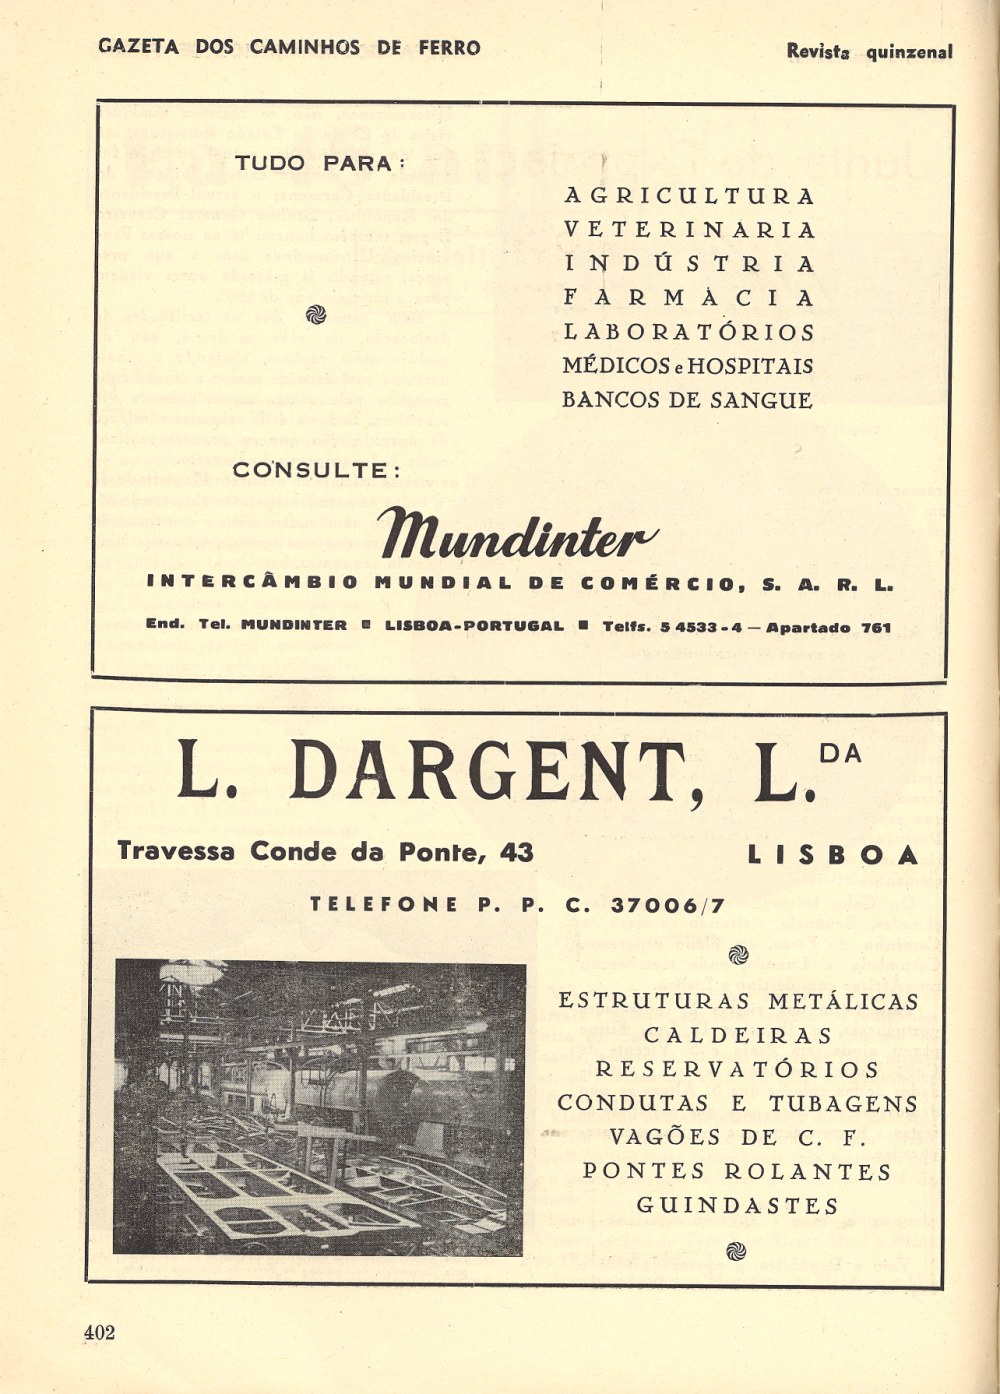 GAZETA DOS CAMINHOS DE FERRO
Revista quinzenal
TUDO PARA:
AGRICULTURA
VETERINARIA
INDÚSTRIA
FARMÀCIA
LABORATÓRIOS
MÉDICOS e HOSPITAIS
BANCOS DE SANGUE
CONSULTE:
Mundinter
INTERCÂMBIO MUNDIAL DE COMÉRCIO, S. A. R. L.
End. Tel. MUNDINTER ■ LISBOA-PORTUGAL ■ Telfs. 5 4533-4 — Apartado 761
L. DARGENT, L.DA
Travessa Conde da Ponte, 43 LISBOA
TELEFONE P. P. C. 37006/7
ESTRUTURAS METÁLICAS
CALDEIRAS
RESERVATÓRIOS
CONDUTAS E TUBAGENS
VAGÕES DE C. F.
PONTES ROLANTES
GUINDASTES
402